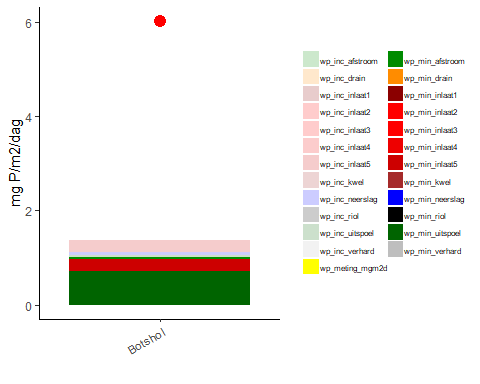 6
4
2
0
mg P/m2/dag
Botshol
wp_inc_afstroom
wp_inc_drain
wp_inc_inlaat1
wp_inc_inlaat2
wp_inc_inlaat3
wp_inc_inlaat4
wp_inc_inlaat5
wp_inc_kwel
wp_inc_neerslag
wp_inc_riol
wp_inc_uitspoel
wp_inc_verhard
wp_meting_mgm2d
wp_min_afstroom
wp_min_drain
wp_min_inlaat1
wp_min_inlaat2
wp_min_inlaat3
wp_min_inlaat4
wp_min_inlaat5
wp_min_kwel
wp_min_neerslag
wp_min_riol
wp_min_uitspoel
wp_min_verhard